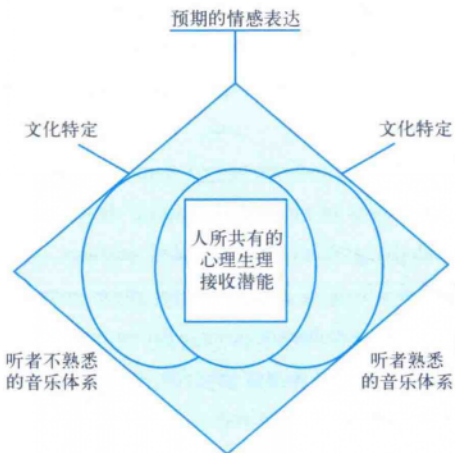 预期的情感表达
文化特定
文化特定
人所共有的
心理生理
接收潜能
听者不熟悉
的音乐体系
听者熟悉
的音乐体系